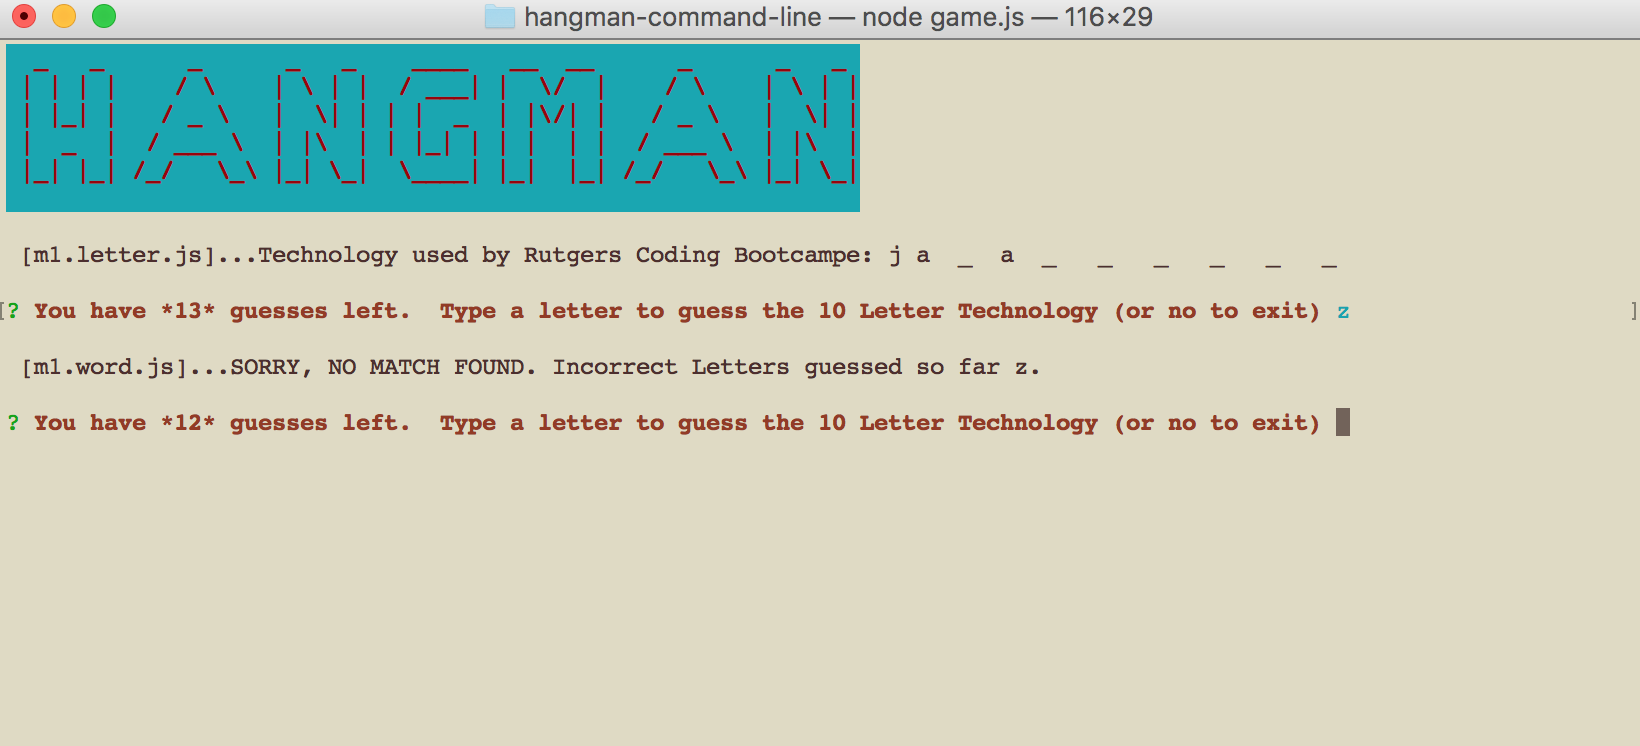 hangman-command-line — node game.js — 116×29
HANGMAN
[m1.letter.js]...Technology used by Rutgers Coding Bootcampe: j a _ a _ _ _ _ _ _
[? You have *13* guesses left. Type a letter to guess the 10 Letter Technology (or no to exit) z ]
[m1.word.js]...SORRY, NO MATCH FOUND. Incorrect Letters guessed so far z.
? You have *12* guesses left. Type a letter to guess the 10 Letter Technology (or no to exit)